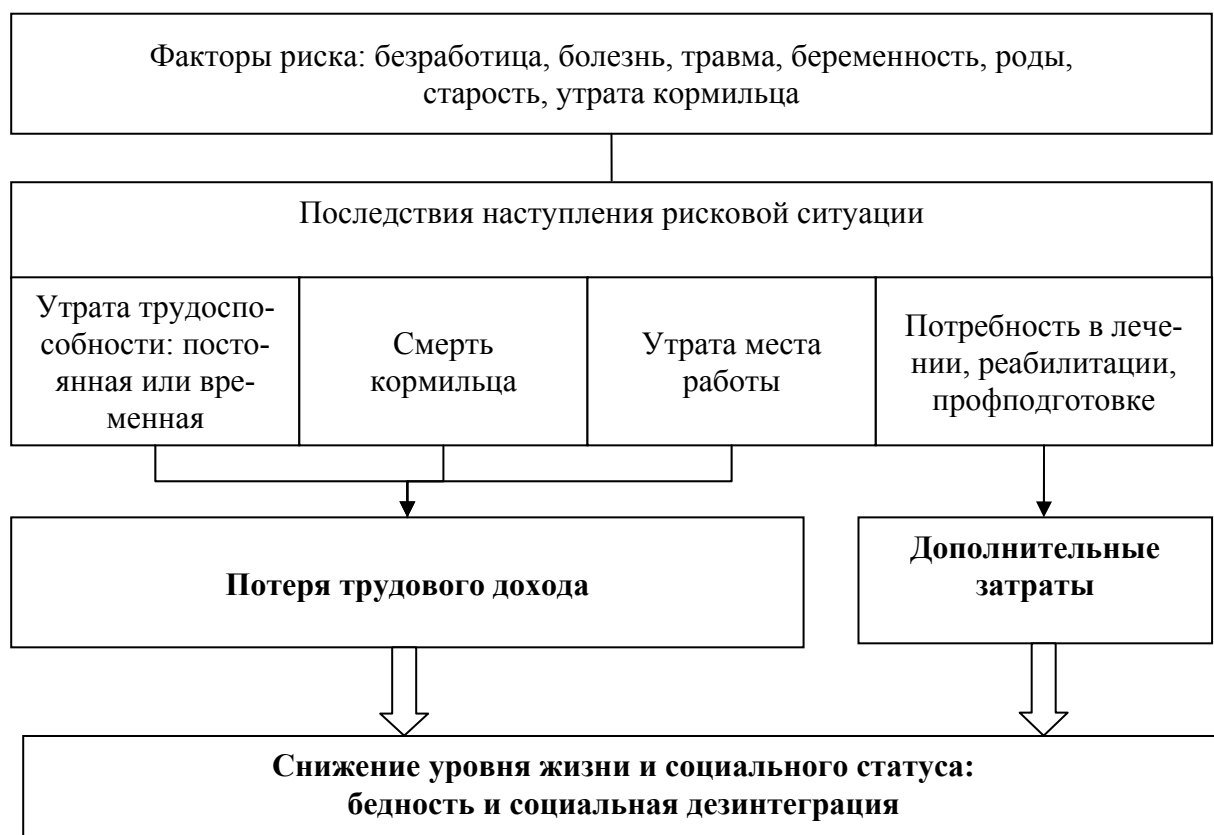 Факторы риска: безработица, болезнь, травма, беременность, роды,
старость, утрата кормильца
Последствия наступления рисковой ситуации
Утрата трудоспо-
собности: посто-
янная или вре-
менная
Смерть
кормильца
Утрата места
работы
Потребность в лече-
нии, реабилитации,
профподготовке
Потеря трудового дохода
Дополнительные
затраты
Снижение уровня жизни и социального статуса:
бедность и социальная дезинтеграция